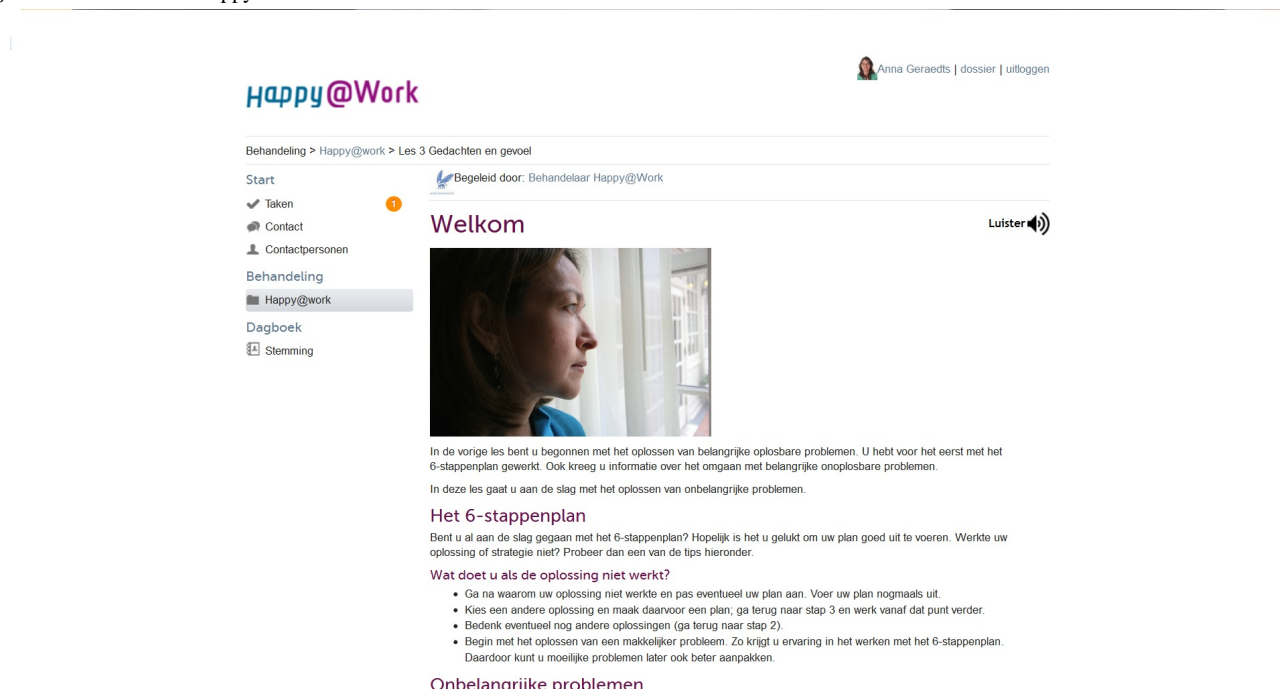 Happy@Work
Anna Geraedts | dossier | uitloggen
Behandeling > Happy@work > Les 3 Gedachten en gevoel
Start
Taken 1
Contact
Contactpersonen
Behandeling
Happy@work
Dagboek
Stemming
Begeleid door: Behandelaar Happy@Work
Welkom
Luister
In de vorige les bent u begonnen met het oplossen van belangrijke oplosbare problemen. U hebt voor het eerst met het
6-stappenplan gewerkt. Ook kreeg u informatie over het omgaan met belangrijke onoplosbare problemen.
In deze les gaat u aan de slag met het oplossen van onbelangrijke problemen.
Het 6-stappenplan
Bent u al aan de slag gegaan met het 6-stappenplan? Hopelijk is het u gelukt om uw plan goed uit te voeren. Werkte uw
oplossing of strategie niet? Probeer dan een van de tips hieronder.
Wat doet u als de oplossing niet werkt?
• Ga na waarom uw oplossing niet werkte en pas eventueel uw plan aan. Voer uw plan nogmaals uit.
• Kies een andere oplossing en maak daarvoor een plan; ga terug naar stap 3 en werk vanaf dat punt verder.
• Bedenk eventueel nog andere oplossingen (ga terug naar stap 2).
• Begin met het oplossen van een makkelijker probleem. Zo krijgt u ervaring in het werken met het 6-stappenplan.
Daardoor kunt u moeilijke problemen later ook beter aanpakken.
Onbelangrijke problemen